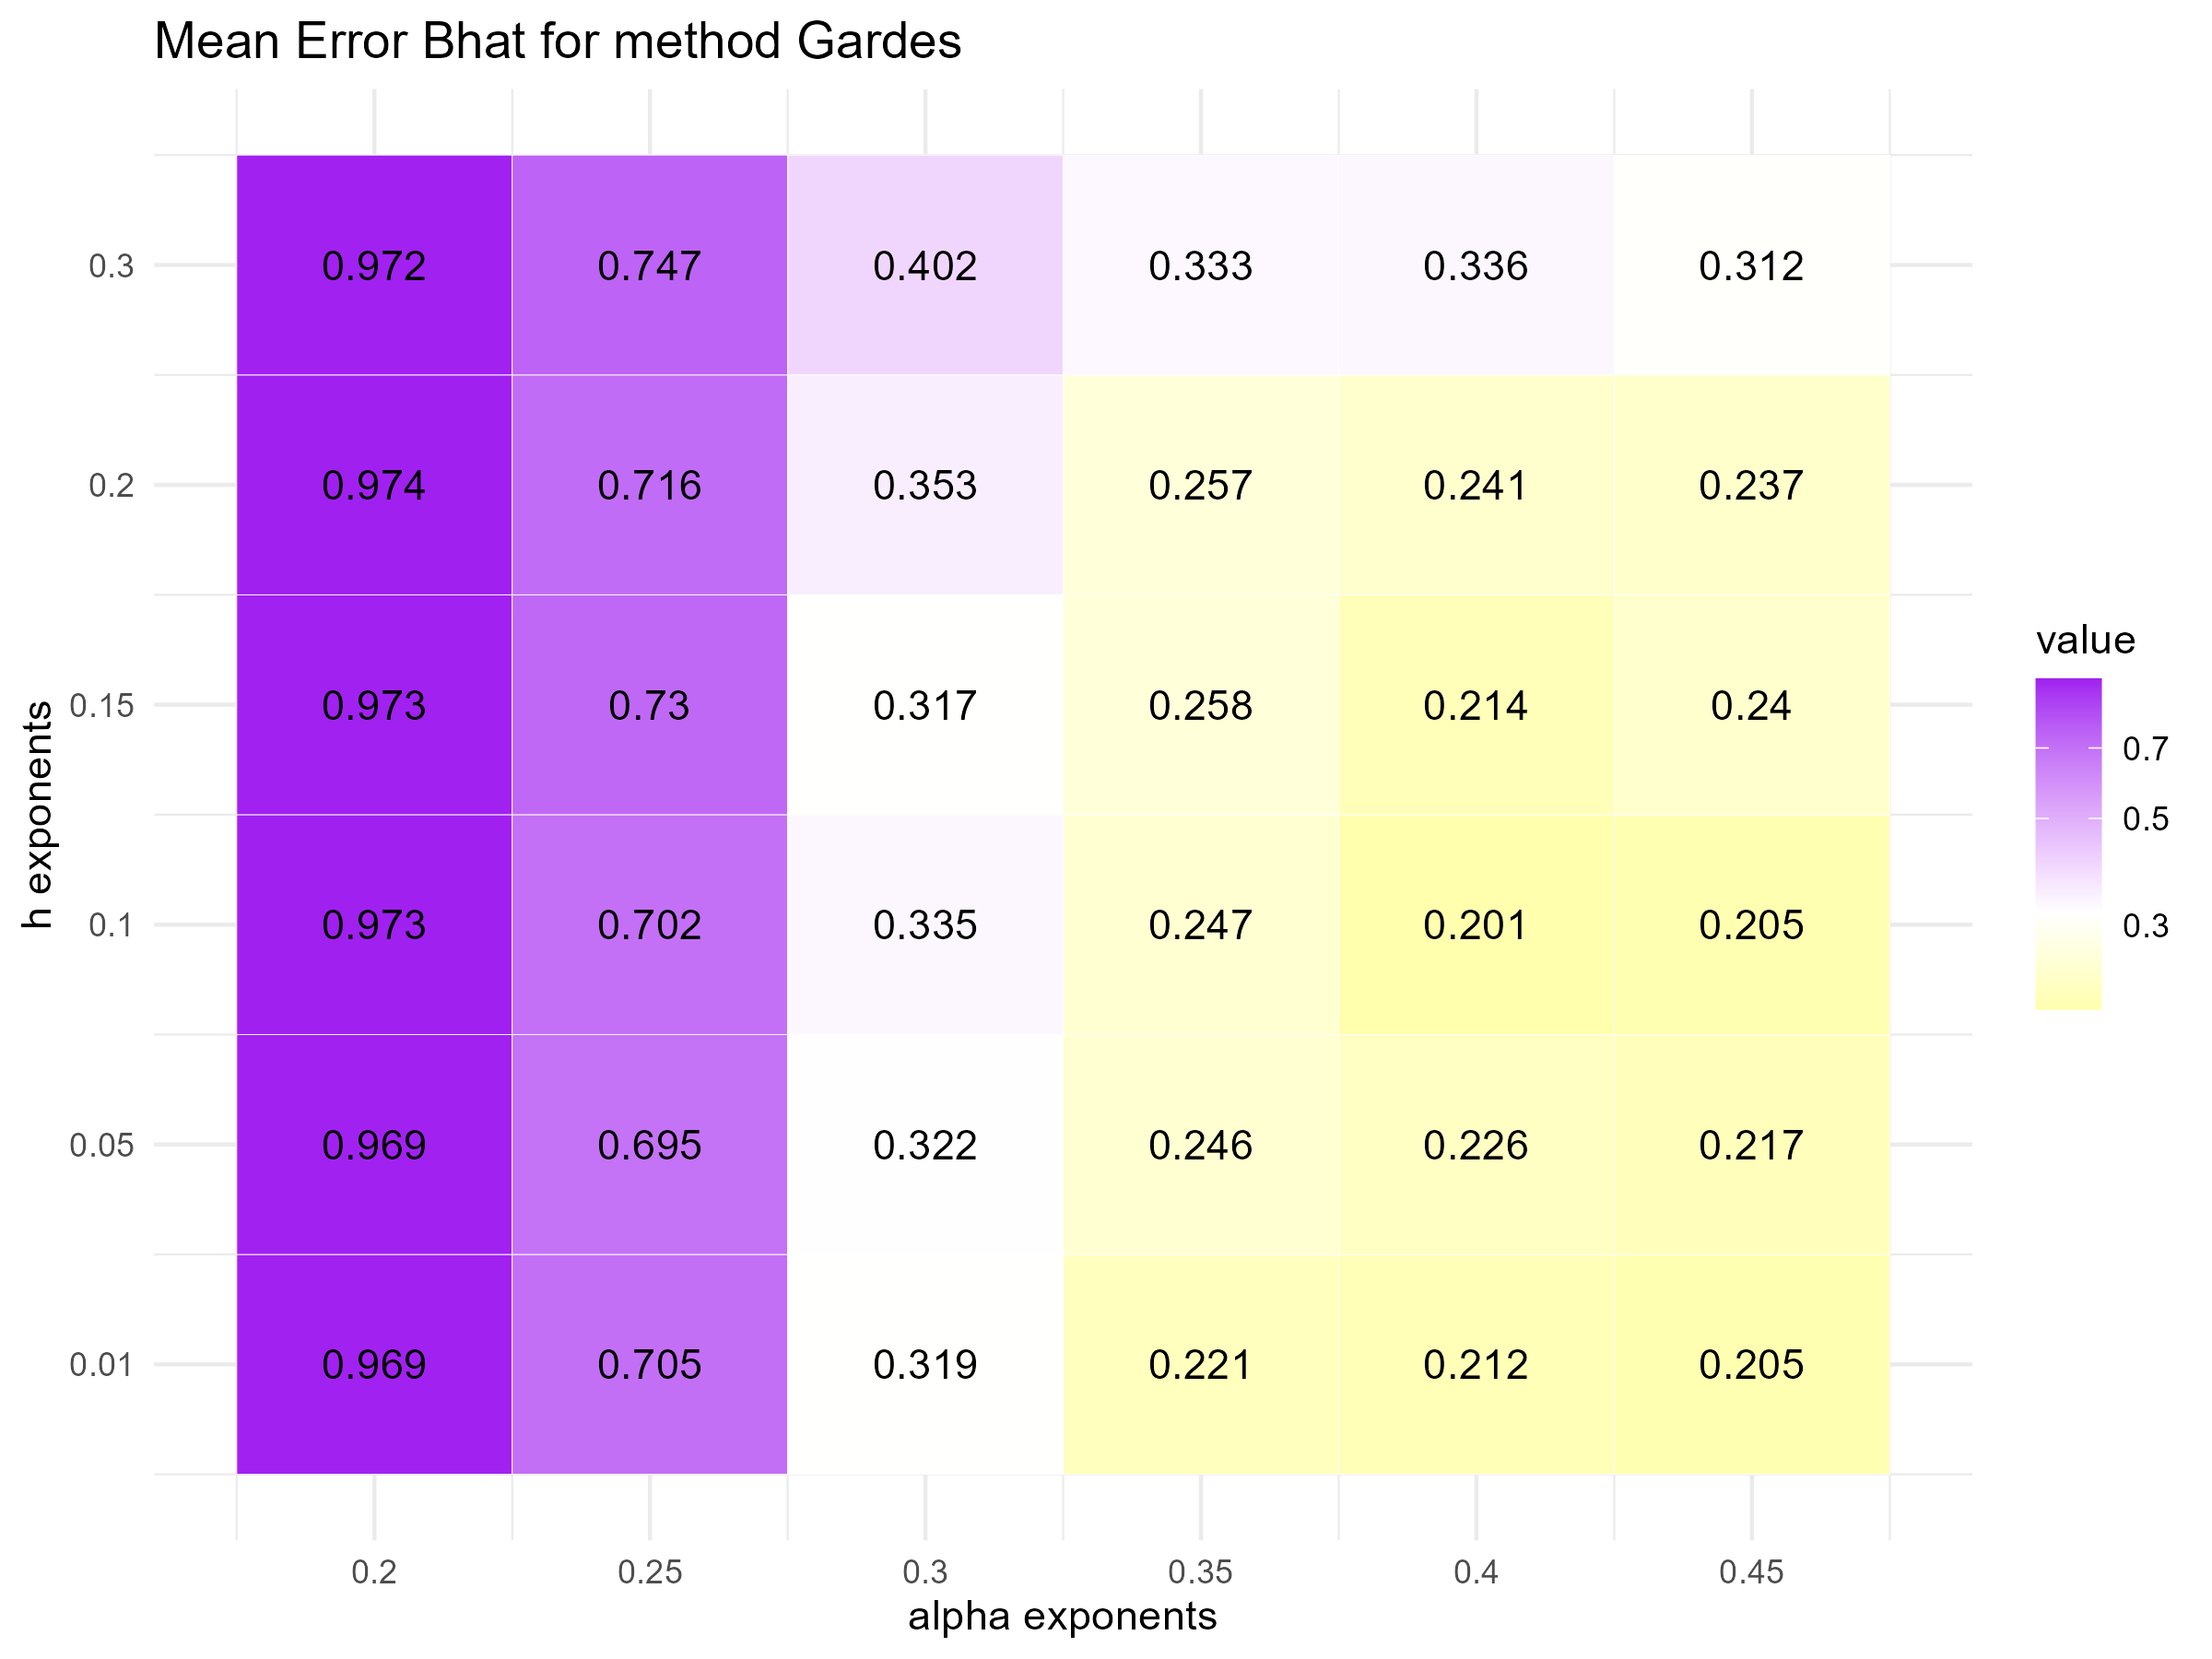 Mean Error Bhat for method Gardes
0.3 0.972 0.747 0.402 0.333 0.336 0.312
0.2 0.974 0.716 0.353 0.257 0.241 0.237
0.15 0.973 0.73 0.317 0.258 0.214 0.24
0.1 0.973 0.702 0.335 0.247 0.201 0.205
0.05 0.969 0.695 0.322 0.246 0.226 0.217
0.01 0.969 0.705 0.319 0.221 0.212 0.205
0.2 0.25 0.3 0.35 0.4 0.45
alpha exponents
h exponents
value
0.7
0.5
0.3